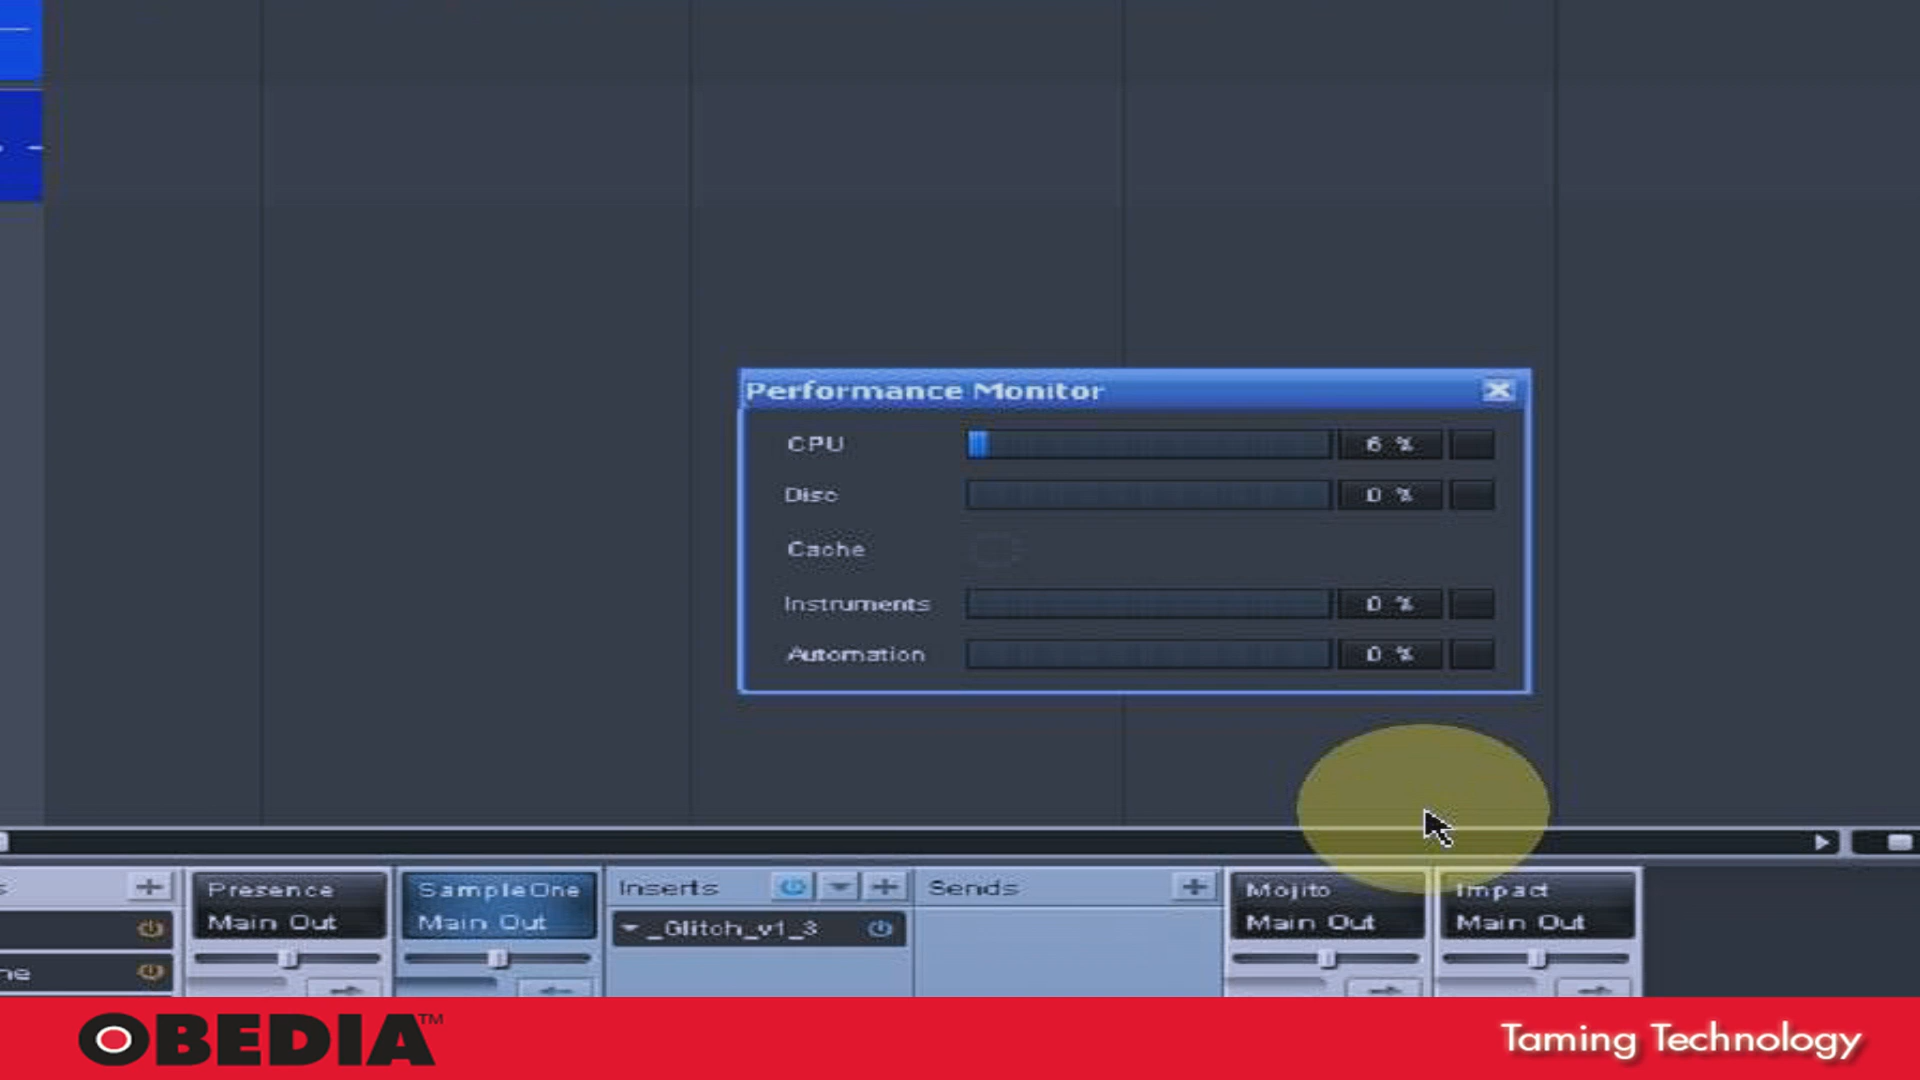 Performance Monitor
CPU 6 %
Disc 0 %
Cache
Instruments 0 %
Automation 0 %
Presence
Main Out
SampleOne
Main Out
Inserts
_Glitch_v1_3
Sends
Mojito
Main Out
Impact
Main Out
OBEDIA™
Taming Technology